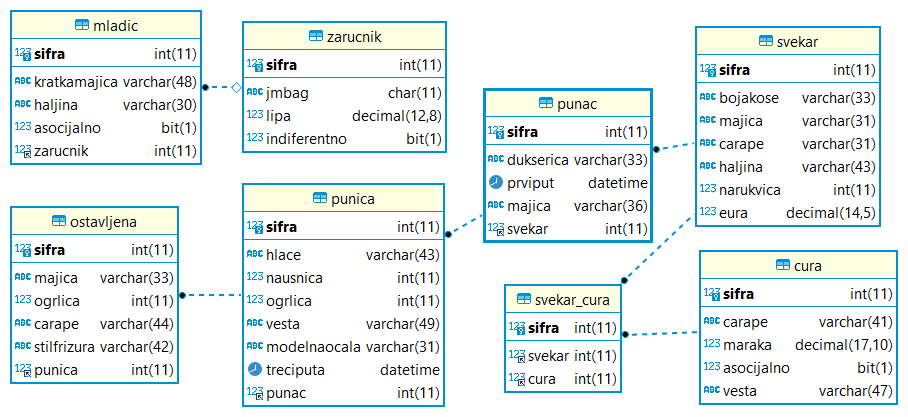 mladic
sifra int(11)
kratkamajica varchar(48)
haljina varchar(30)
asocijalno bit(1)
zarucnik int(11)
zarucnik
sifra int(11)
jmbag char(11)
lipa decimal(12,8)
indiferentno bit(1)
punac
sifra int(11)
dukserica varchar(33)
prviput datetime
majica varchar(36)
svekar int(11)
svekar
sifra int(11)
bojakose varchar(33)
majica varchar(31)
carape varchar(31)
haljina varchar(43)
narukvica int(11)
eura decimal(14,5)
ostavljena
sifra int(11)
majica varchar(33)
ogrlica int(11)
carape varchar(44)
stilfrizura varchar(42)
punica int(11)
punica
sifra int(11)
hlace varchar(43)
nausnica int(11)
ogrlica int(11)
vesta varchar(49)
modelnaocala varchar(31)
treciputa datetime
punac int(11)
svekar_cura
sifra int(11)
svekar int(11)
cura int(11)
cura
sifra int(11)
carape varchar(41)
maraka decimal(17,10)
asocijalno bit(1)
vesta varchar(47)